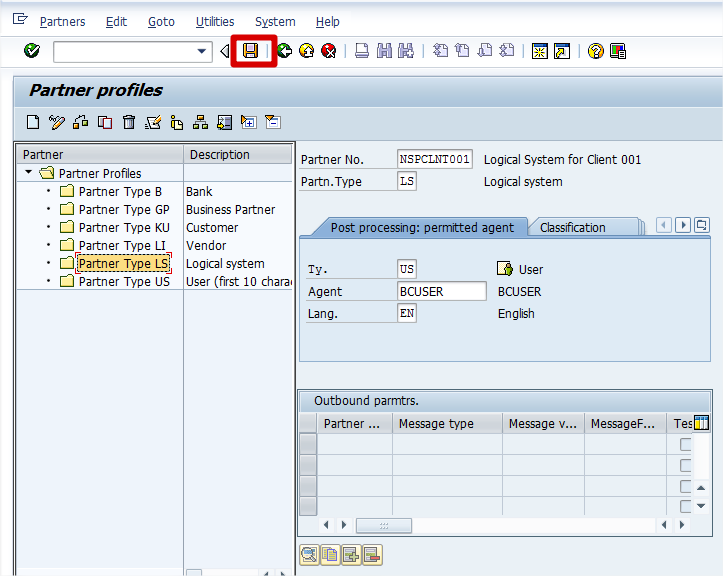 Partners Edit Goto Utilities System Help
Partner profiles
Partner Description
Partner Profiles
Partner Type B Bank
Partner Type GP Business Partner
Partner Type KU Customer
Partner Type LI Vendor
Partner Type LS Logical system
Partner Type US User (first 10 chara
Partner No. NSPCLNT001 Logical System for Client 001
Partn.Type LS Logical system
Post processing: permitted agent Classification
Ty. US User
Agent BCUSER BCUSER
Lang. EN English
Outbound parmtrs.
Partner ... Message type Message v... MessageF... Tes